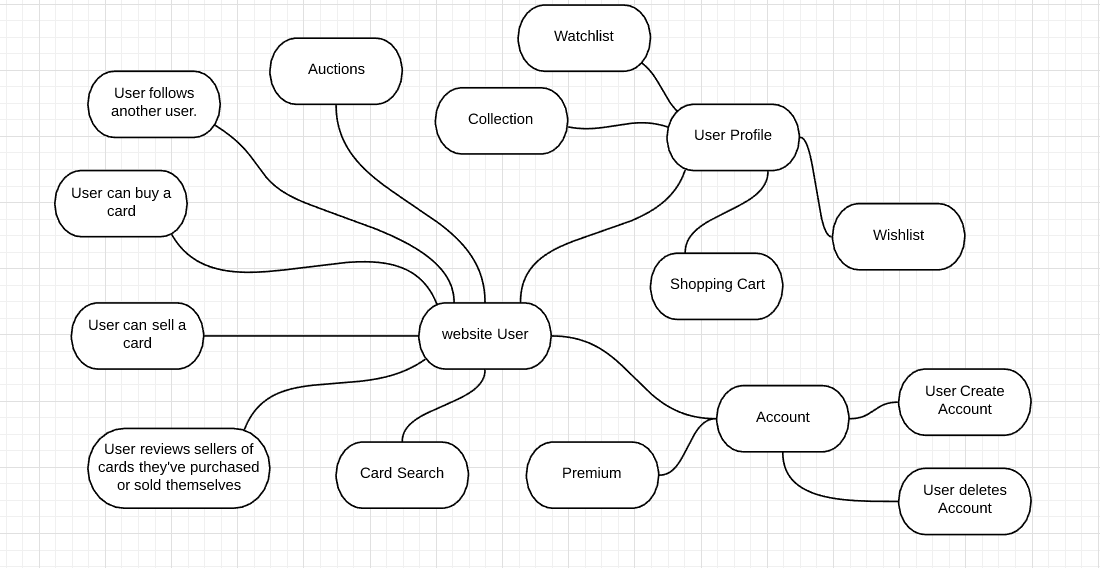 Watchlist
Auctions
User follows
another user.
Collection
User Profile
User can buy a
card
Wishlist
Shopping Cart
User can sell a
card
website User
User Create
Account
Account
User reviews sellers of
cards they've purchased
or sold themselves
Card Search
Premium
User deletes
Account